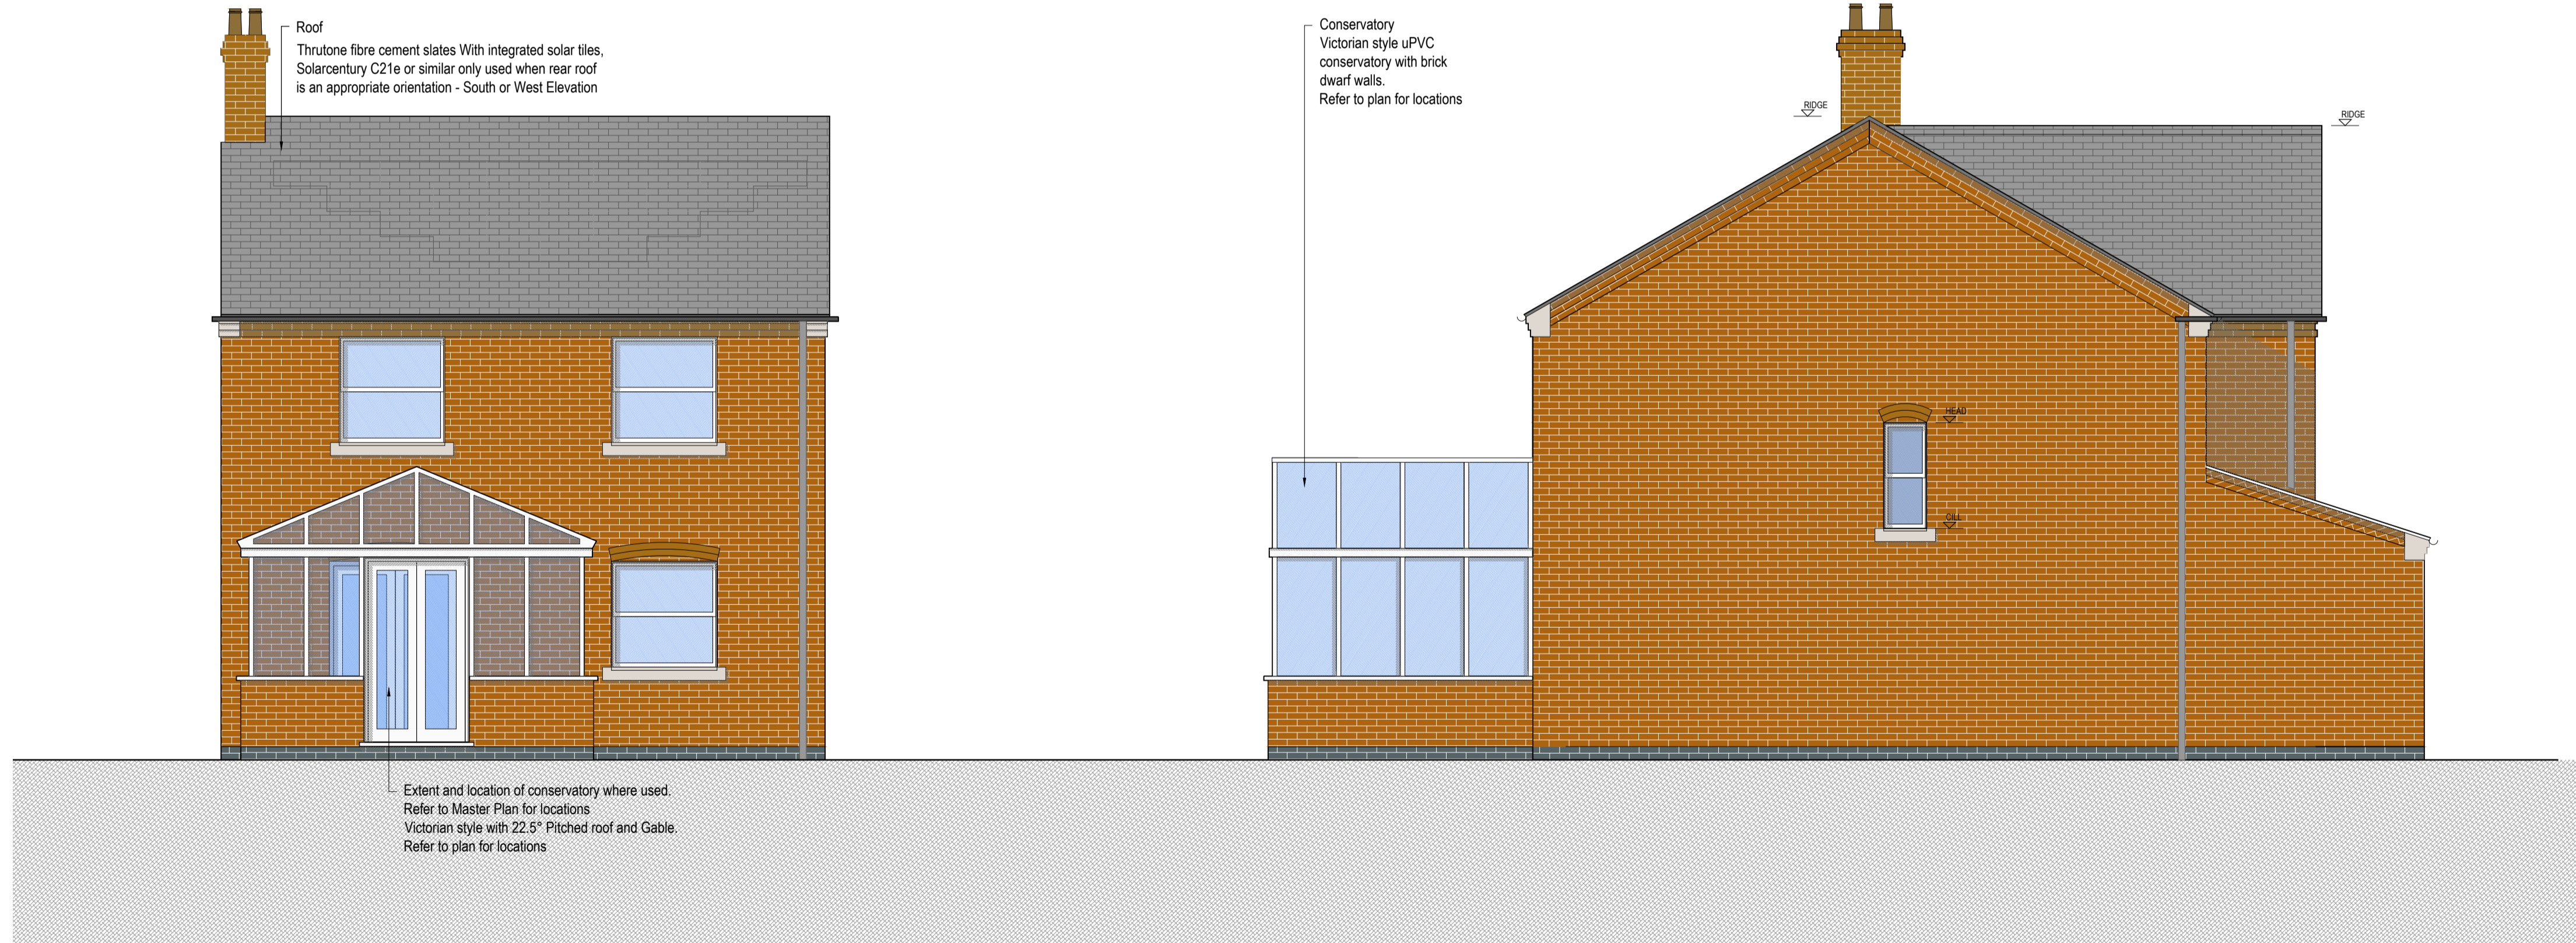 Roof
Thrutone fibre cement slates With integrated solar tiles,
Solarcentury C21e or similar only used when rear roof
is an appropriate orientation - South or West Elevation
Conservatory
Victorian style uPVC
conservatory with brick
dwarf walls.
Refer to plan for locations
RIDGE
RIDGE
HEAD
CILL
Extent and location of conservatory where used.
Refer to Master Plan for locations
Victorian style with 22.5° Pitched roof and Gable.
Refer to plan for locations